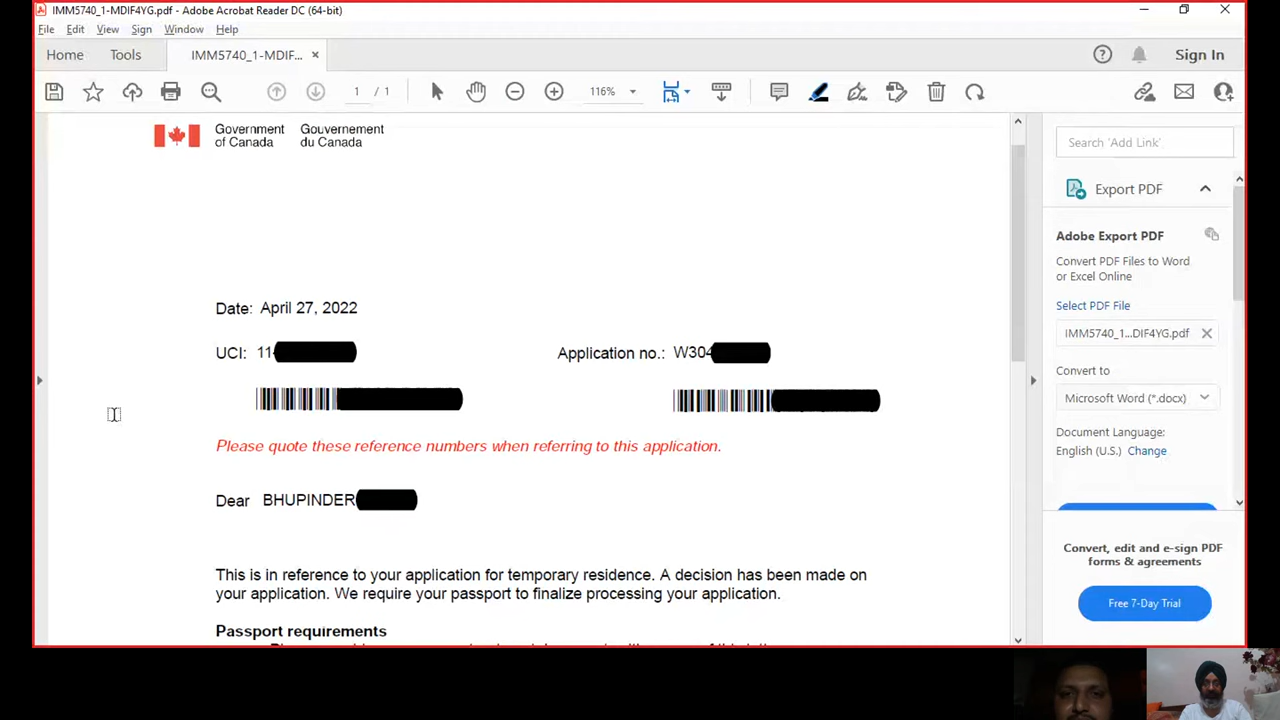 IMM5740_1-MDIF4YG.pdf - Adobe Acrobat Reader DC (64-bit)
File Edit View Sign Window Help
Home Tools IMM5740_1-MDIF... × Sign In
1 / 1 116%
Government of Canada
Gouvernement du Canada
Date: April 27, 2022
UCI: 11 Application no.: W304
Please quote these reference numbers when referring to this application.
Dear BHUPINDER
This is in reference to your application for temporary residence. A decision has been made on
your application. We require your passport to finalize processing your application.
Passport requirements
Search 'Add Link'
Export PDF
Adobe Export PDF
Convert PDF Files to Word
or Excel Online
Select PDF File
IMM5740_1...DIF4YG.pdf
Convert to
Microsoft Word (*.docx)
Document Language:
English (U.S.) Change
Convert, edit and e-sign PDF
forms & agreements
Free 7-Day Trial